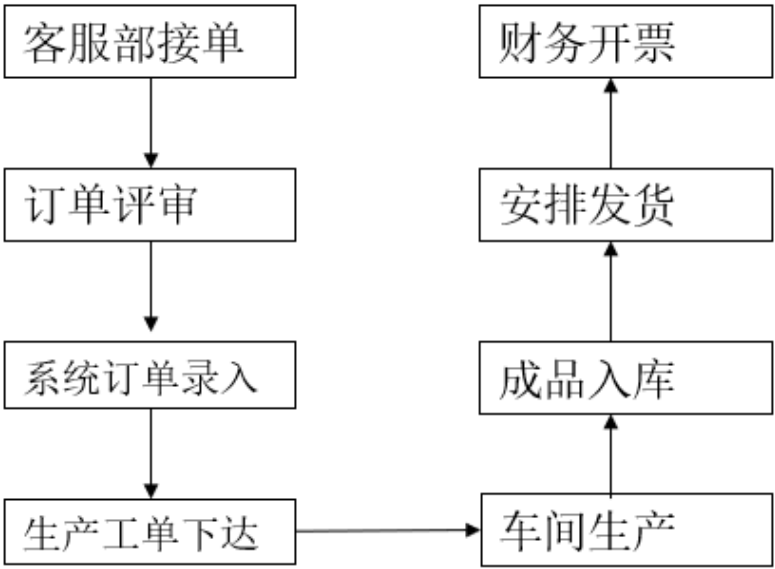 客服部接单
订单评审
系统订单录入
生产工单下达
车间生产
成品入库
安排发货
财务开票